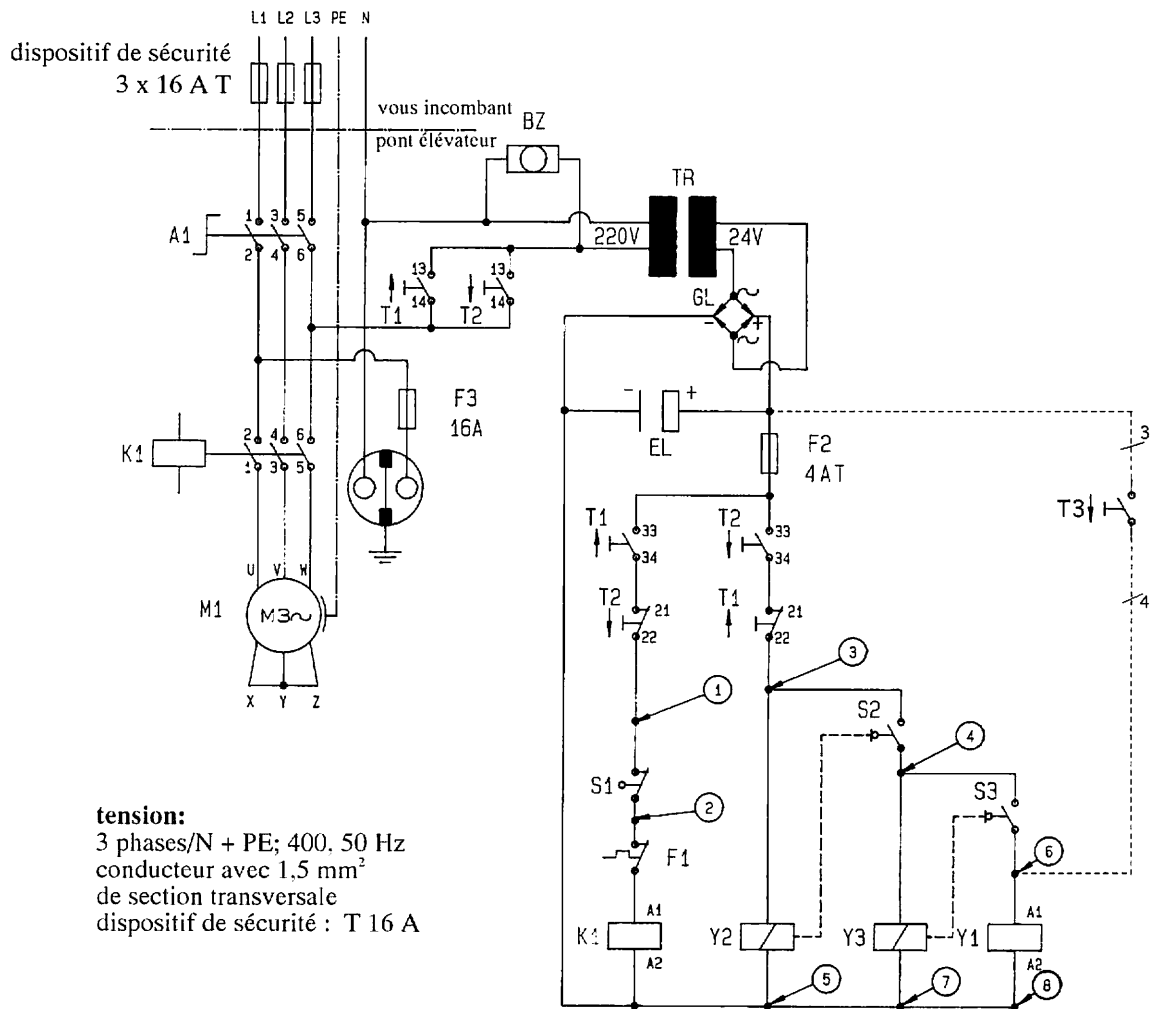 L1 L2 L3 PE N
dispositif de sécurité
3 x 16 A T
vous incombant
pont élévateur
BZ
TR
220V 24V
A1
1 3 5
2 4 6
13 13
14 14
T1 T2
GL
- +
F3
16A
- +
EL
F2
4AT
3
K1
2 4 6
1 3 5
T1 33
34
T2 33
34
T3
4
U V W
M1
M3~
X Y Z
T2 21
22
T1 21
22
3
1
S2
4
S1
2
S3
F1
6
tension:
3 phases/N + PE; 400, 50 Hz
conducteur avec 1,5 mm²
de section transversale
dispositif de sécurité : T 16 A
K1 A1
A2
Y2
Y3
Y1 A1
A2
5
7
8